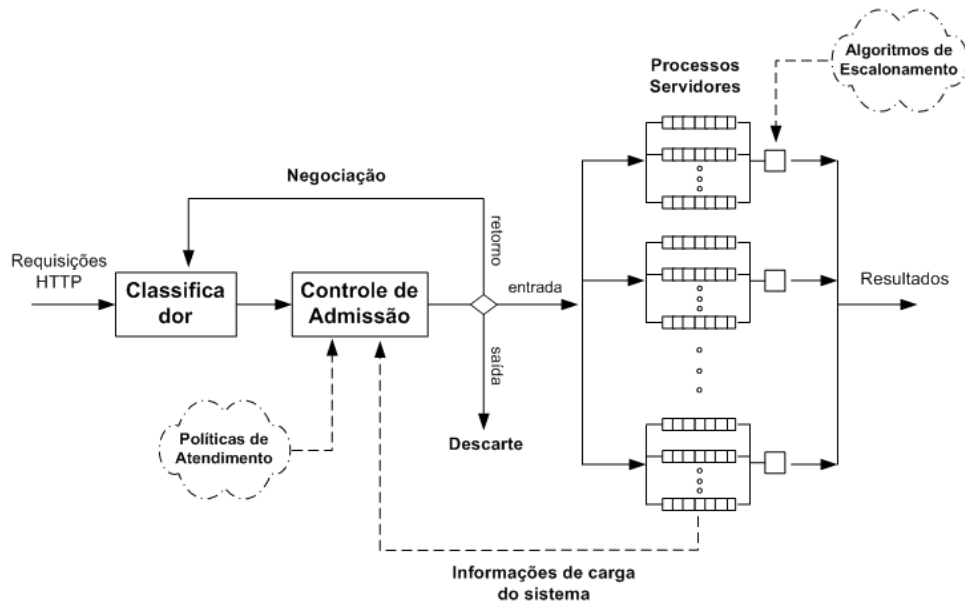 Algoritmos de
Escalonamento
Processos
Servidores
Negociação
retorno
Requisições
HTTP
Classifica
dor
Controle de
Admissão
entrada
Resultados
saída
Políticas de
Atendimento
Descarte
Informações de carga
do sistema